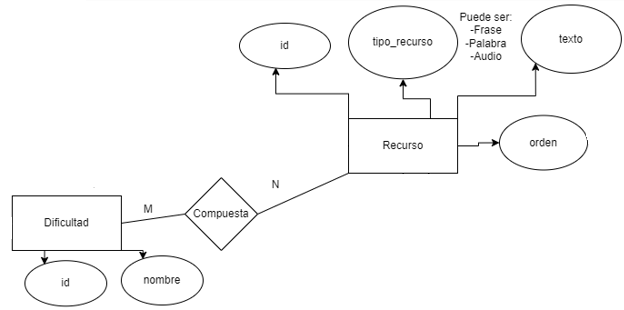 Puede ser:
-Frase
-Palabra
-Audio
id
tipo_recurso
texto
Recurso
orden
N
M
Compuesta
Dificultad
id
nombre